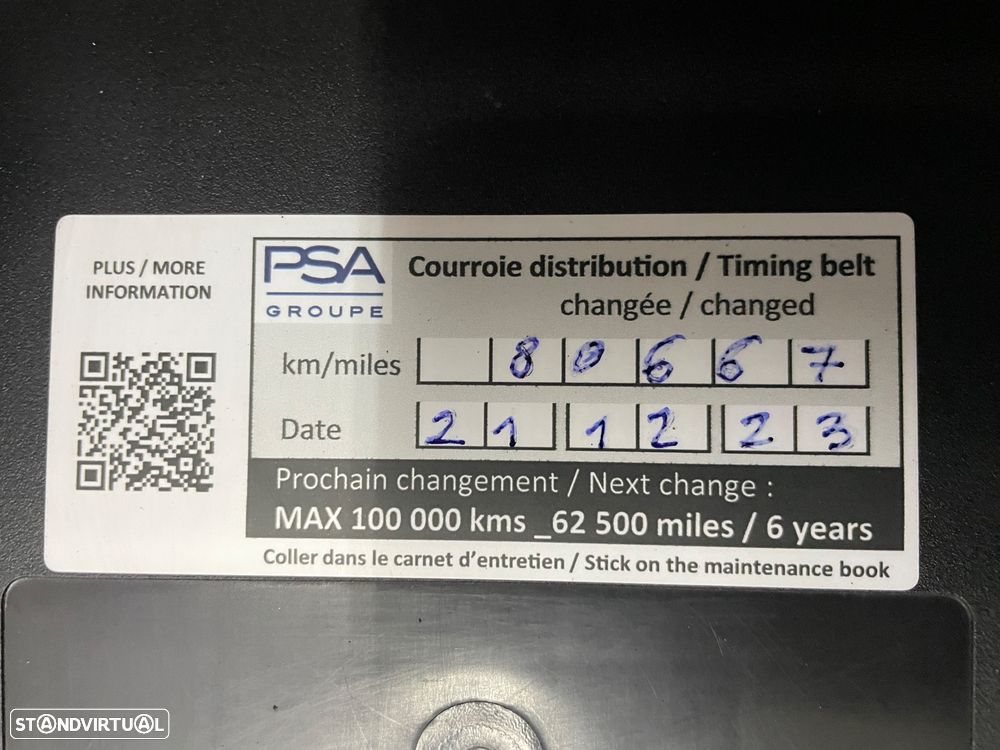 PLUS / MORE
INFORMATION
PSA
GROUPE
Courroie distribution / Timing belt
changée / changed
km/miles 80667
Date 21 12 23
Prochain changement / Next change :
MAX 100 000 kms _62 500 miles / 6 years
Coller dans le carnet d'entretien / Stick on the maintenance book
STANDVIRTUAL